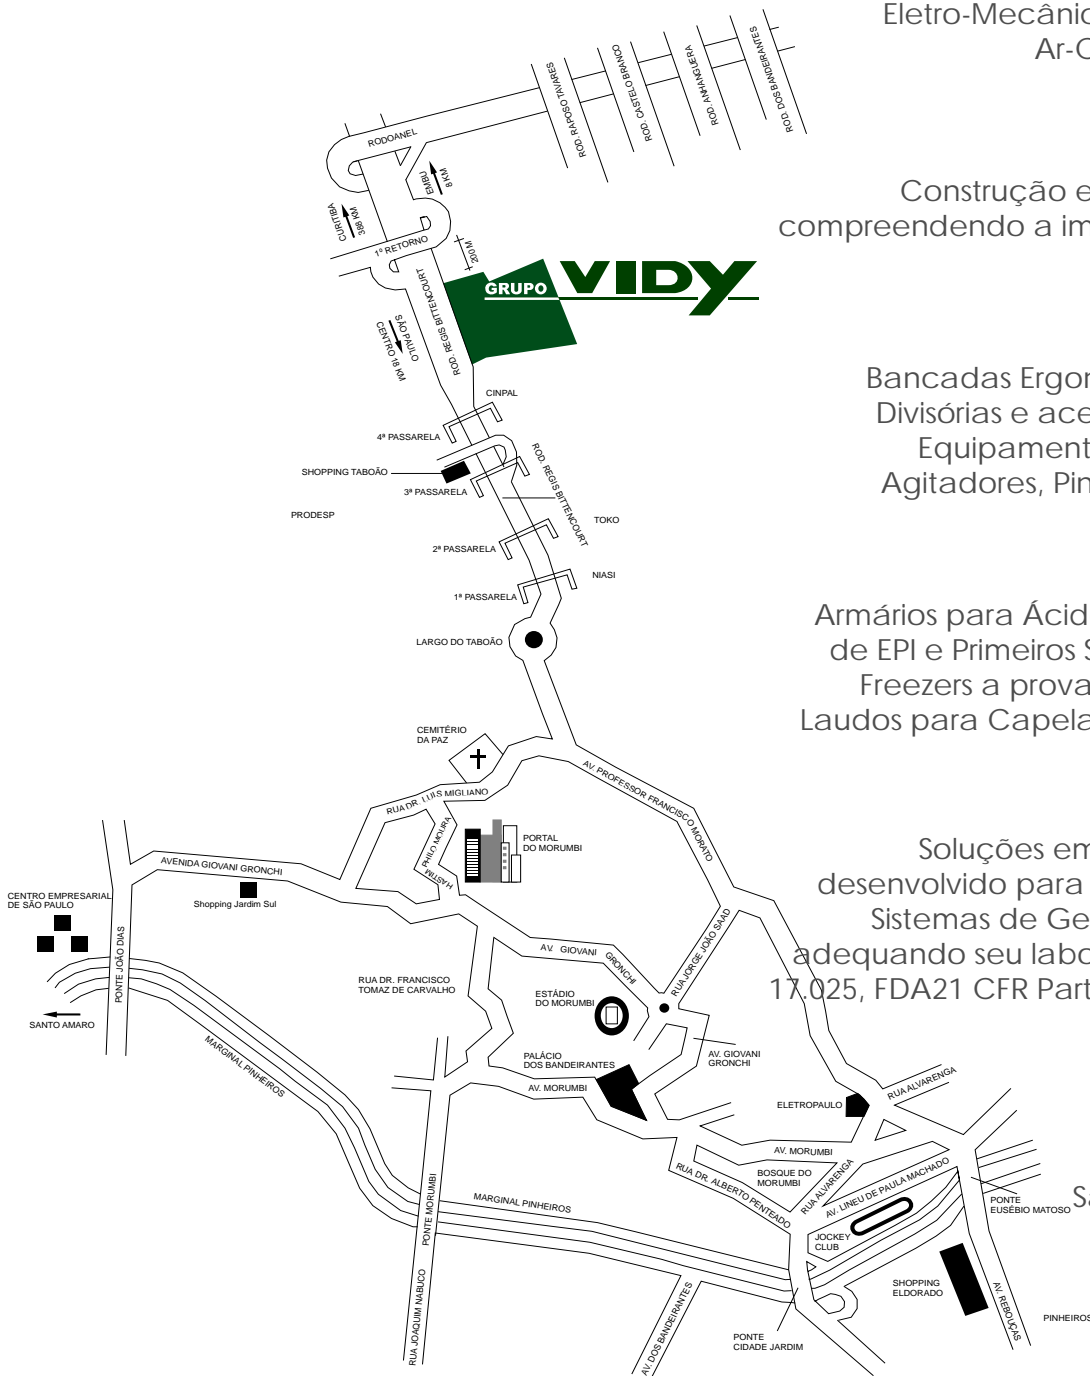 Eletro-Mecânic
Ar-C
ROD. RAPOSO TAVARES
ROD. CASTELO BRANCO
ROD. ANHANGUERA
ROD. DOS BANDEIRANTES
RODOANEL
EMBU
8 KM
CURITIBA
388 KM
Construção e
compreendendo a im
1º RETORNO
200 M
GRUPO VIDY
ROD. REGIS BITTENCOURT
SÃO PAULO
CENTRO 18 KM
Bancadas Ergon
Divisórias e ace
Equipament
Agitadores, Pin
CINPAL
4ª PASSARELA
SHOPPING TABOÃO
3ª PASSARELA
ROD. REGIS BITTENCOURT
PRODESP
TOKO
2ª PASSARELA
NIASI
1ª PASSARELA
Armários para Ácid
de EPI e Primeiros S
Freezers a prova
Laudos para Capela
LARGO DO TABOÃO
CEMITÉRIO
DA PAZ
AV. PROFESSOR FRANCISCO MORATO
RUA DR. LUIS MIGLIANO
PHILO MOURA
HASTIM
PORTAL
DO MORUMBI
Soluções em
desenvolvido para
Sistemas de Ge
adequando seu labo
17.025, FDA21 CFR Part
AVENIDA GIOVANI GRONCHI
Shopping Jardim Sul
CENTRO EMPRESARIAL
DE SÃO PAULO
PONTE JOÃO DIAS
SANTO AMARO
RUA DR. FRANCISCO
TOMAZ DE CARVALHO
AV. GIOVANI
GRONCHI
RUA JORGE JOÃO SAAD
ESTÁDIO
DO MORUMBI
MARGINAL PINHEIROS
PALÁCIO
DOS BANDEIRANTES
AV. GIOVANI
GRONCHI
AV. MORUMBI
ELETROPAULO
RUA ALVARENGA
AV. MORUMBI
BOSQUE DO
MORUMBI
RUA ALVARENGA
RUA DR. ALBERTO PENTEADO
AV. LINEU DE PAULA MACHADO
PONTE MORUMBI
MARGINAL PINHEIROS
PONTE
EUSÉBIO MATOSO
Sa
JOCKEY
CLUB
SHOPPING
ELDORADO
AV. REBOUÇAS
PINHEIROS
RUA JOAQUIM NABUCO
AV. DOS BANDEIRANTES
PONTE
CIDADE JARDIM